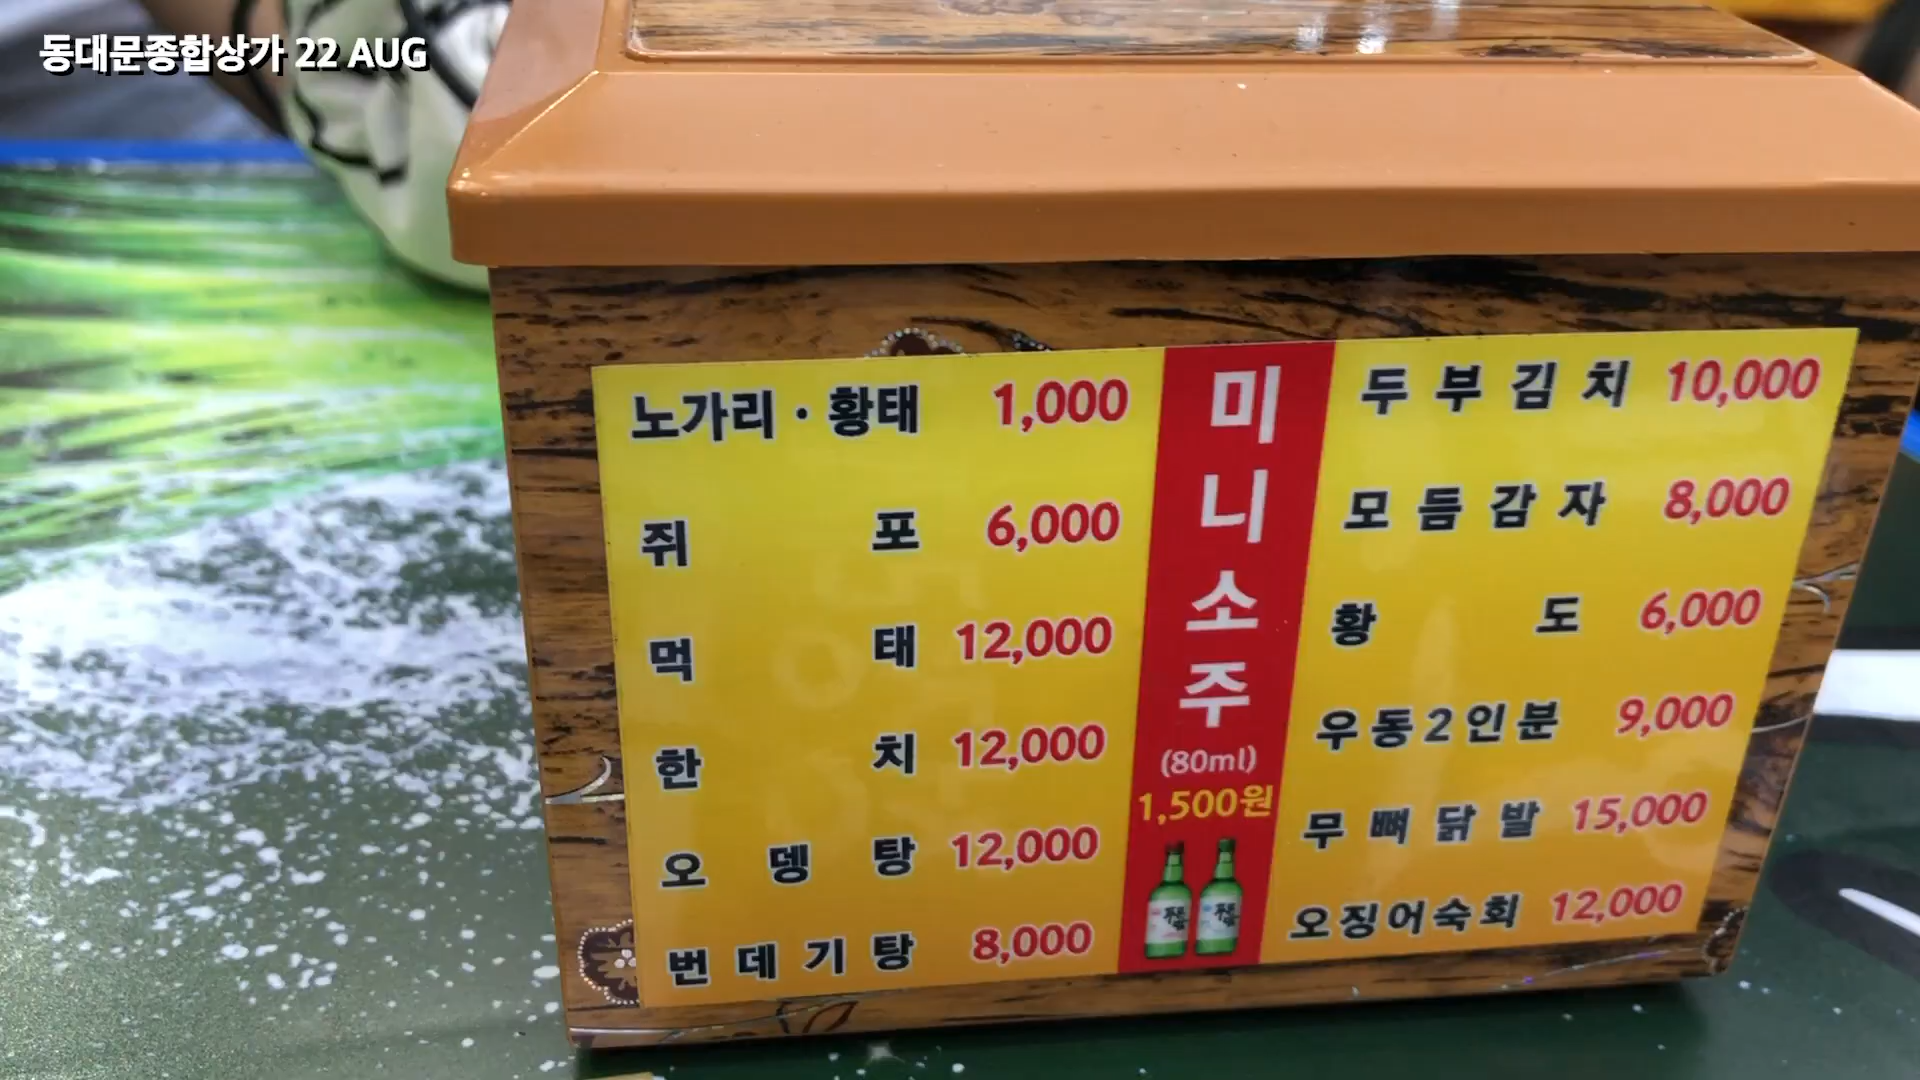 동대문종합상가 22 AUG
노가리·황태 1,000
쥐포 6,000
먹태 12,000
한치 12,000
오뎅탕 12,000
번데기탕 8,000
미니소주
(80ml)
1,500원
두부김치 10,000
모듬감자 8,000
황도 6,000
우동2인분 9,000
무뼈닭발 15,000
오징어숙회 12,000